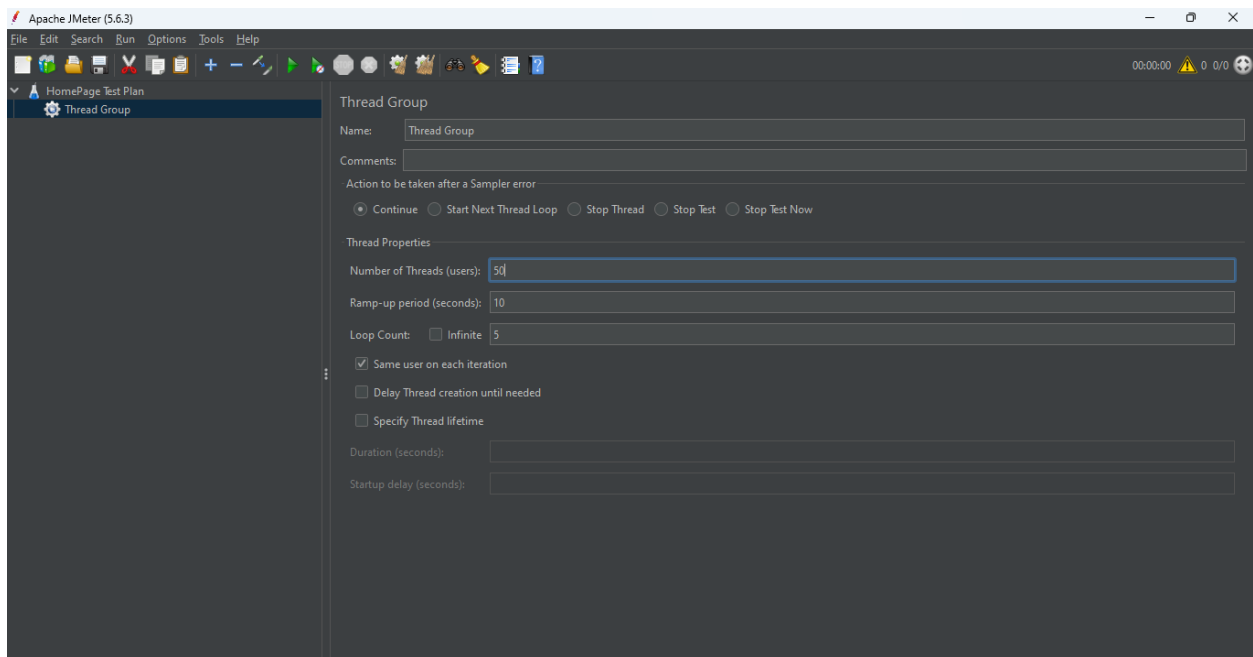 Apache JMeter (5.6.3)
File Edit Search Run Options Tools Help
00:00:00 0 0/0
HomePage Test Plan
Thread Group
Thread Group
Name: Thread Group
Comments:
Action to be taken after a Sampler error
Continue Start Next Thread Loop Stop Thread Stop Test Stop Test Now
Thread Properties
Number of Threads (users): 50
Ramp-up period (seconds): 10
Loop Count: Infinite 5
Same user on each iteration
Delay Thread creation until needed
Specify Thread lifetime
Duration (seconds):
Startup delay (seconds):